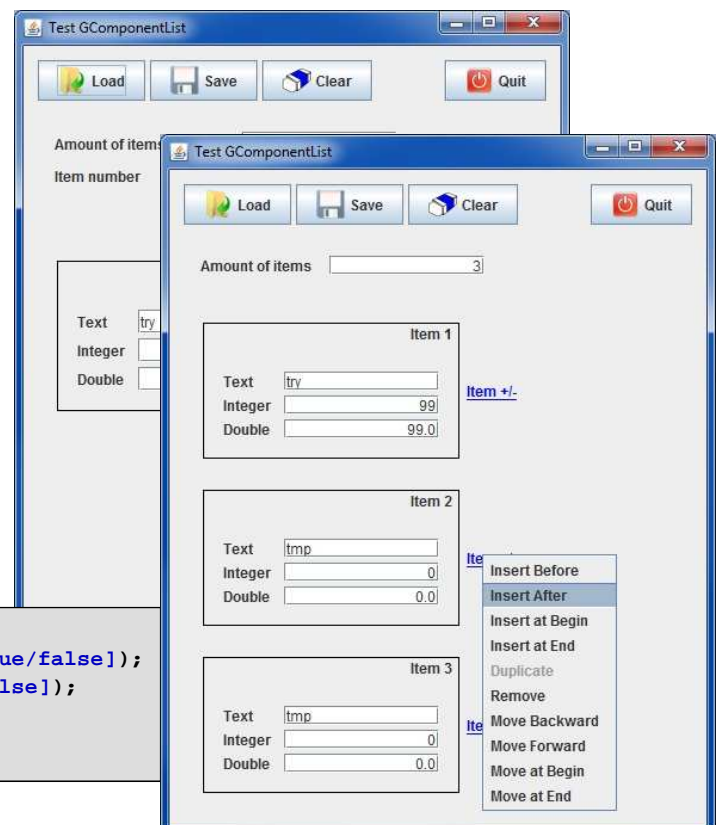 Test GComponentList
Load Save Clear Quit
Amount of items
Item number
Text try
Integer
Double
ue/false]);
lse]);
Test GComponentList
Load Save Clear Quit
Amount of items 3
Item 1
Text try
Integer 99
Double 99.0
Item +/-
Item 2
Text tmp
Integer 0
Double 0.0
Ite
Item 3
Text tmp
Integer 0
Double 0.0
Ite
Insert Before
Insert After
Insert at Begin
Insert at End
Duplicate
Remove
Move Backward
Move Forward
Move at Begin
Move at End